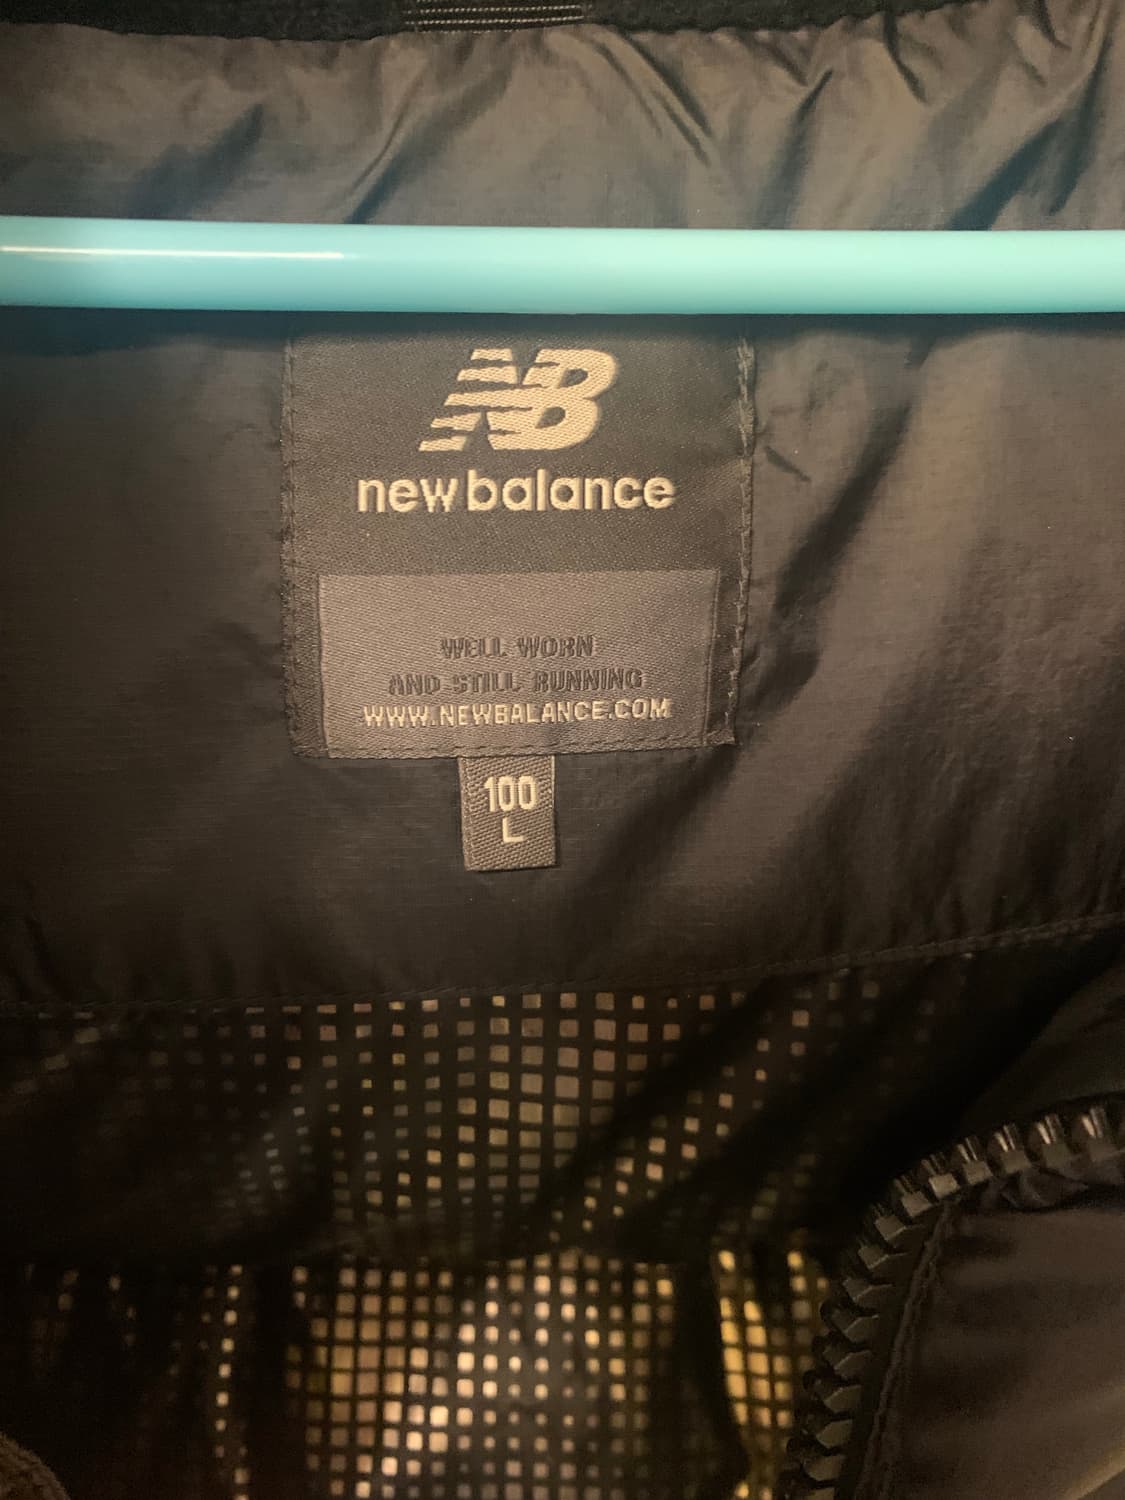 NB
new balance
WELL WORN
AND STILL RUNNING
WWW.NEWBALANCE.COM
100
L